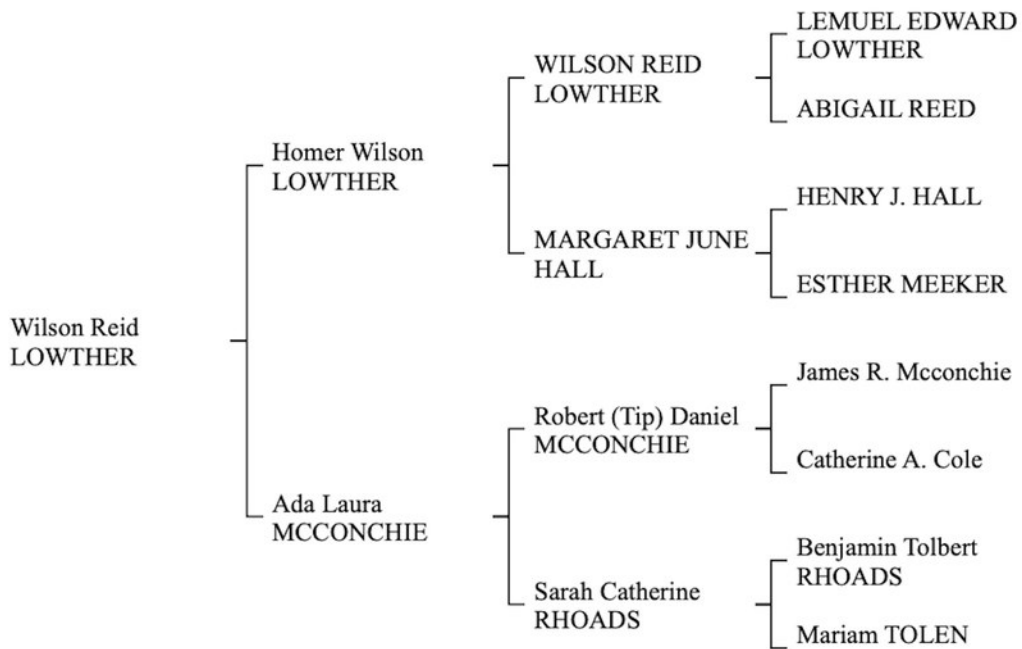 Wilson Reid
LOWTHER
Homer Wilson
LOWTHER
Ada Laura
MCCONCHIE
WILSON REID
LOWTHER
MARGARET JUNE
HALL
Robert (Tip) Daniel
MCCONCHIE
Sarah Catherine
RHOADS
LEMUEL EDWARD
LOWTHER
ABIGAIL REED
HENRY J. HALL
ESTHER MEEKER
James R. Mcconchie
Catherine A. Cole
Benjamin Tolbert
RHOADS
Mariam TOLEN